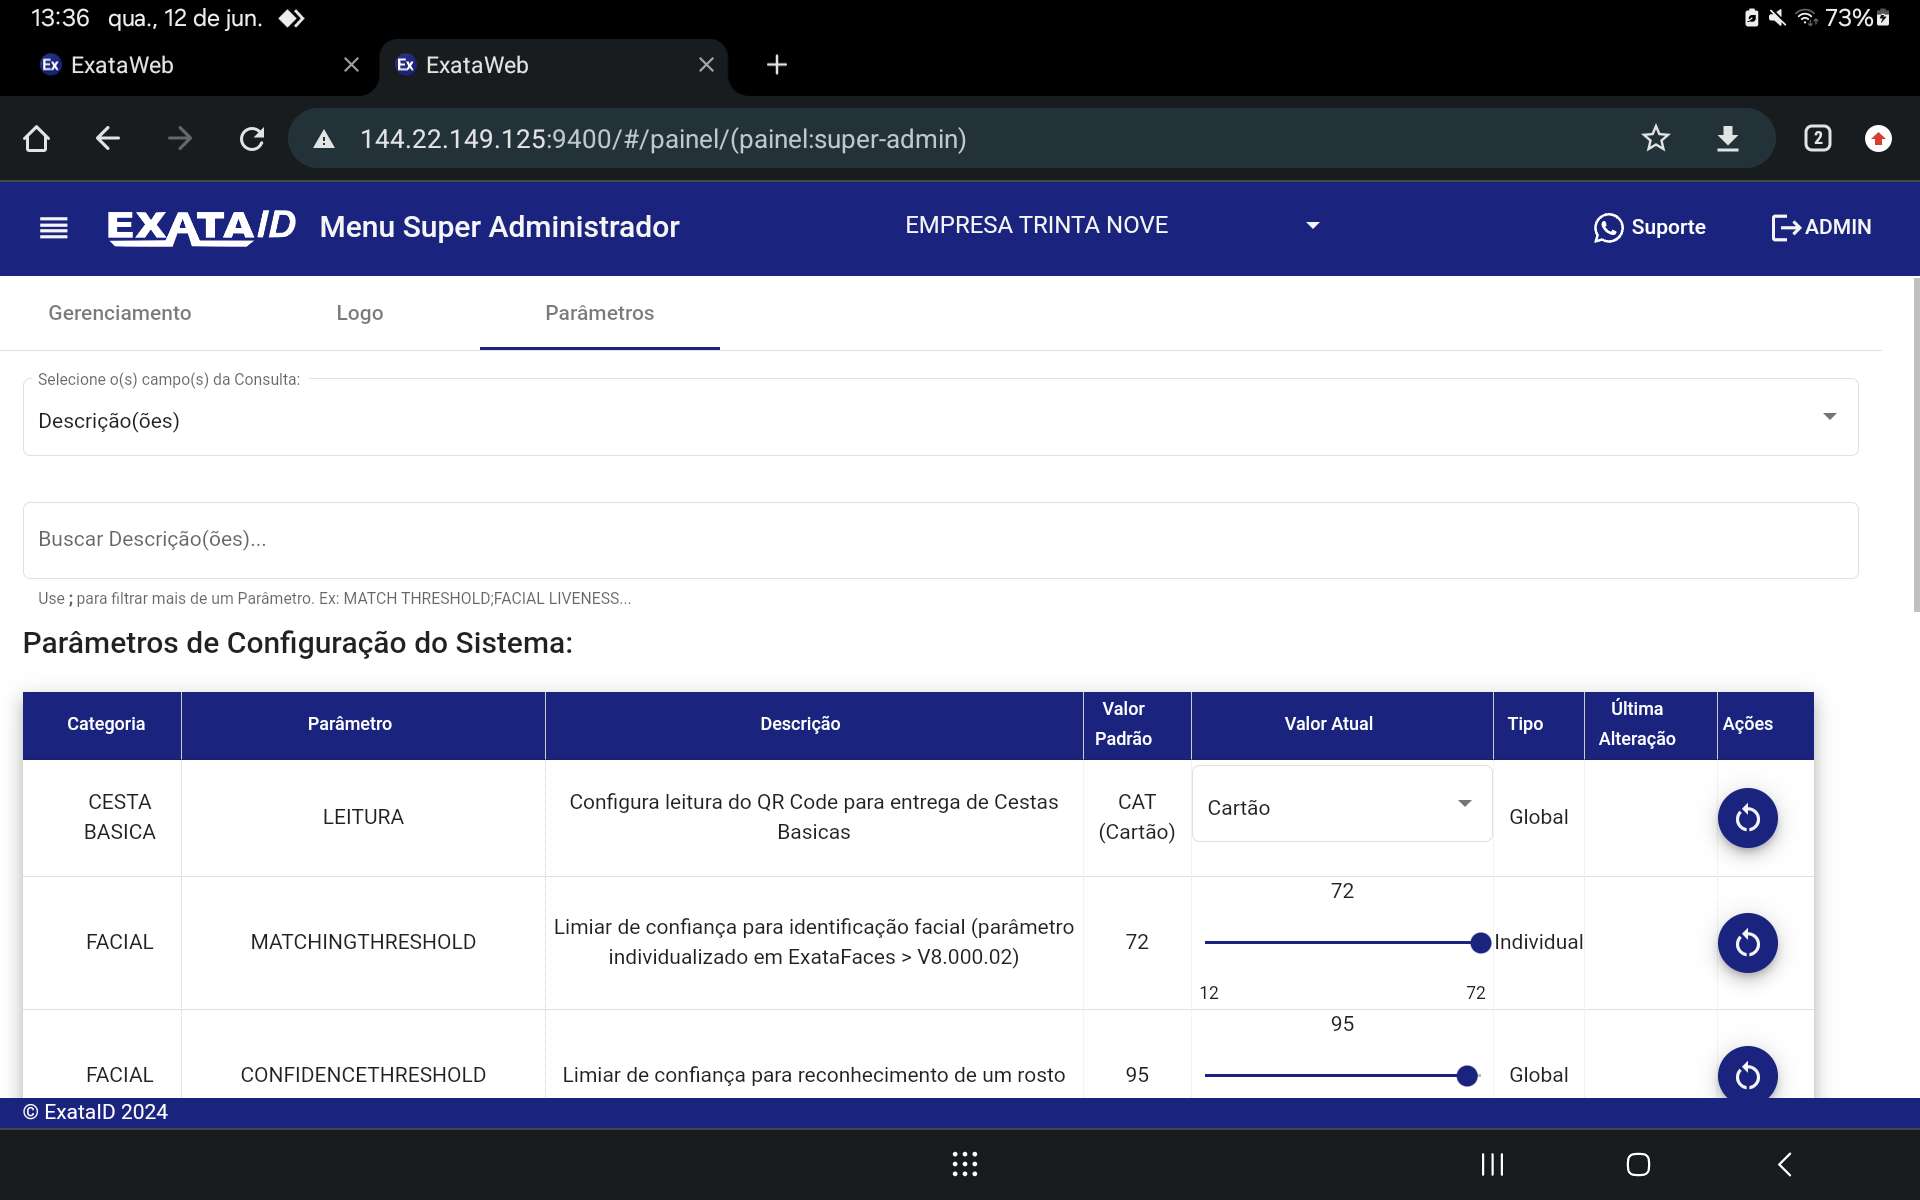 13:36 qua., 12 de jun.
73%
Ex ExataWeb
Ex ExataWeb
144.22.149.125:9400/#/painel/(painel:super-admin)
2
EXATAID Menu Super Administrador
EMPRESA TRINTA NOVE
Suporte
ADMIN
Gerenciamento
Logo
Parâmetros
Selecione o(s) campo(s) da Consulta:
Descrição(ões)
Buscar Descrição(ões)...
Use ; para filtrar mais de um Parâmetro. Ex: MATCH THRESHOLD;FACIAL LIVENESS...
Parâmetros de Configuração do Sistema:
Categoria
Parâmetro
Descrição
Valor
Padrão
Valor Atual
Tipo
Última
Alteração
Ações
CESTA
BASICA
LEITURA
Configura leitura do QR Code para entrega de Cestas
Basicas
CAT
(Cartão)
Cartão
Global
FACIAL
MATCHINGTHRESHOLD
Limiar de confiança para identificação facial (parâmetro
individualizado em ExataFaces > V8.000.02)
72
72
12
72
Individual
FACIAL
CONFIDENCETHRESHOLD
Limiar de confiança para reconhecimento de um rosto
95
95
Global
© ExataID 2024